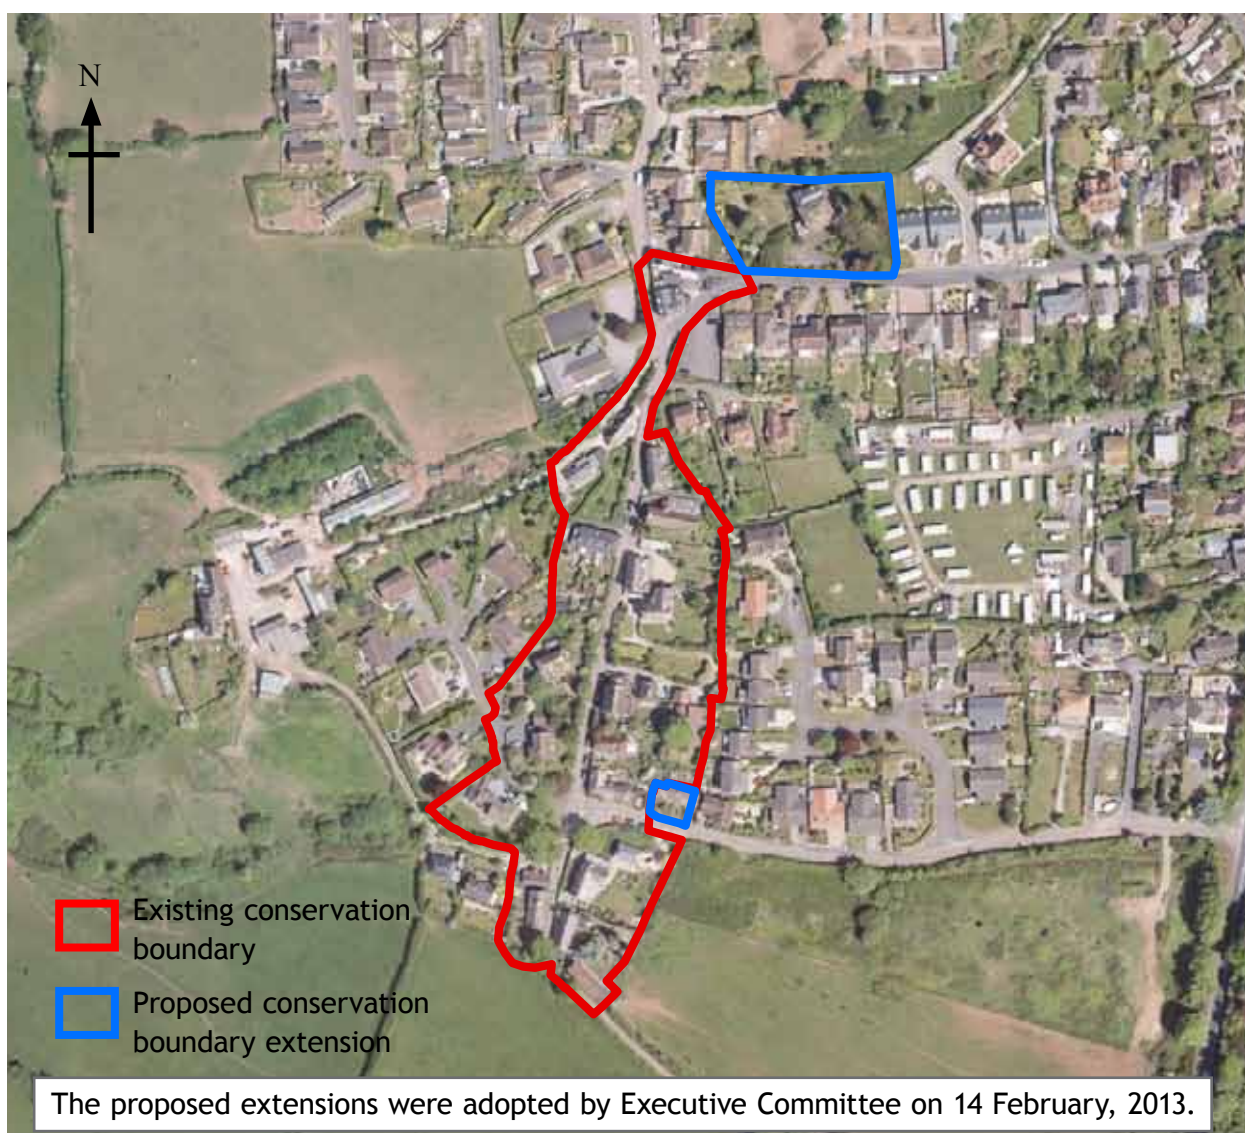 N
Existing conservation
boundary
Proposed conservation
boundary extension
The proposed extensions were adopted by Executive Committee on 14 February, 2013.